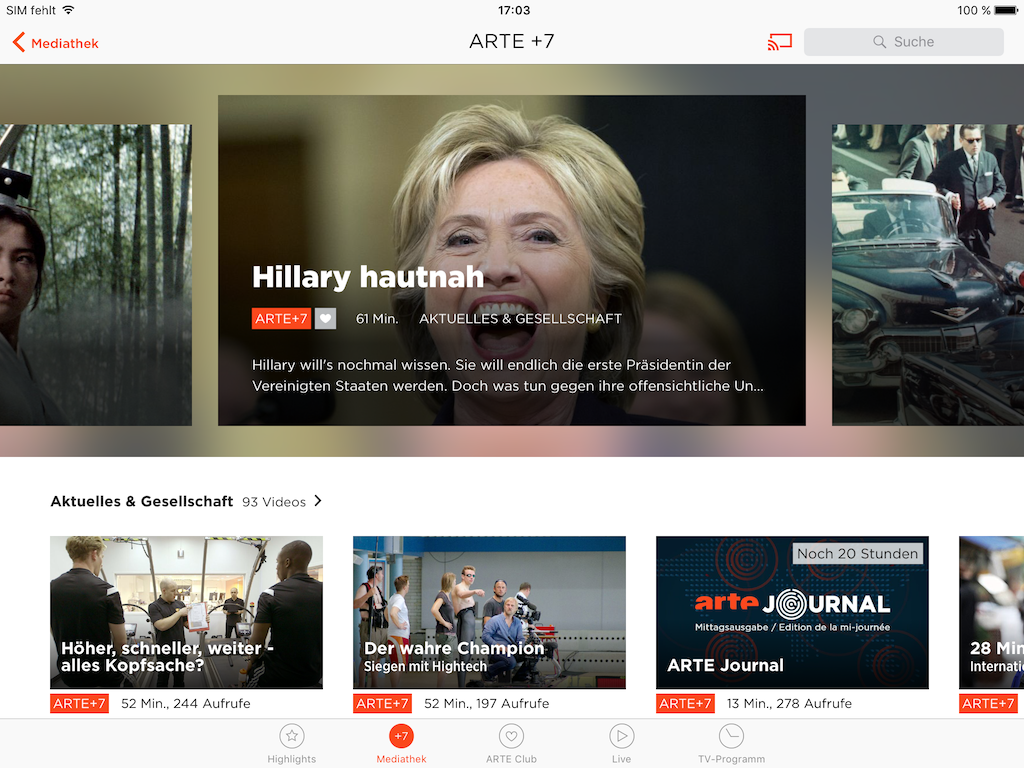 SIM fehlt
17:03
100 %
Mediathek
ARTE +7
Suche
Hillary hautnah
ARTE+7 61 Min. AKTUELLES & GESELLSCHAFT
Hillary will's nochmal wissen. Sie will endlich die erste Präsidentin der
Vereinigten Staaten werden. Doch was tun gegen ihre offensichtliche Un...
Aktuelles & Gesellschaft 93 Videos
Höher, schneller, weiter -
alles Kopfsache?
ARTE+7 52 Min., 244 Aufrufe
Der wahre Champion
Siegen mit Hightech
ARTE+7 52 Min., 197 Aufrufe
Noch 20 Stunden
arte JOURNAL
Mittagsausgabe / Edition de la mi-journée
ARTE Journal
ARTE+7 13 Min., 278 Aufrufe
28 Min
Internatio
ARTE+7
Highlights
+7
Mediathek
ARTE Club
Live
TV-Programm